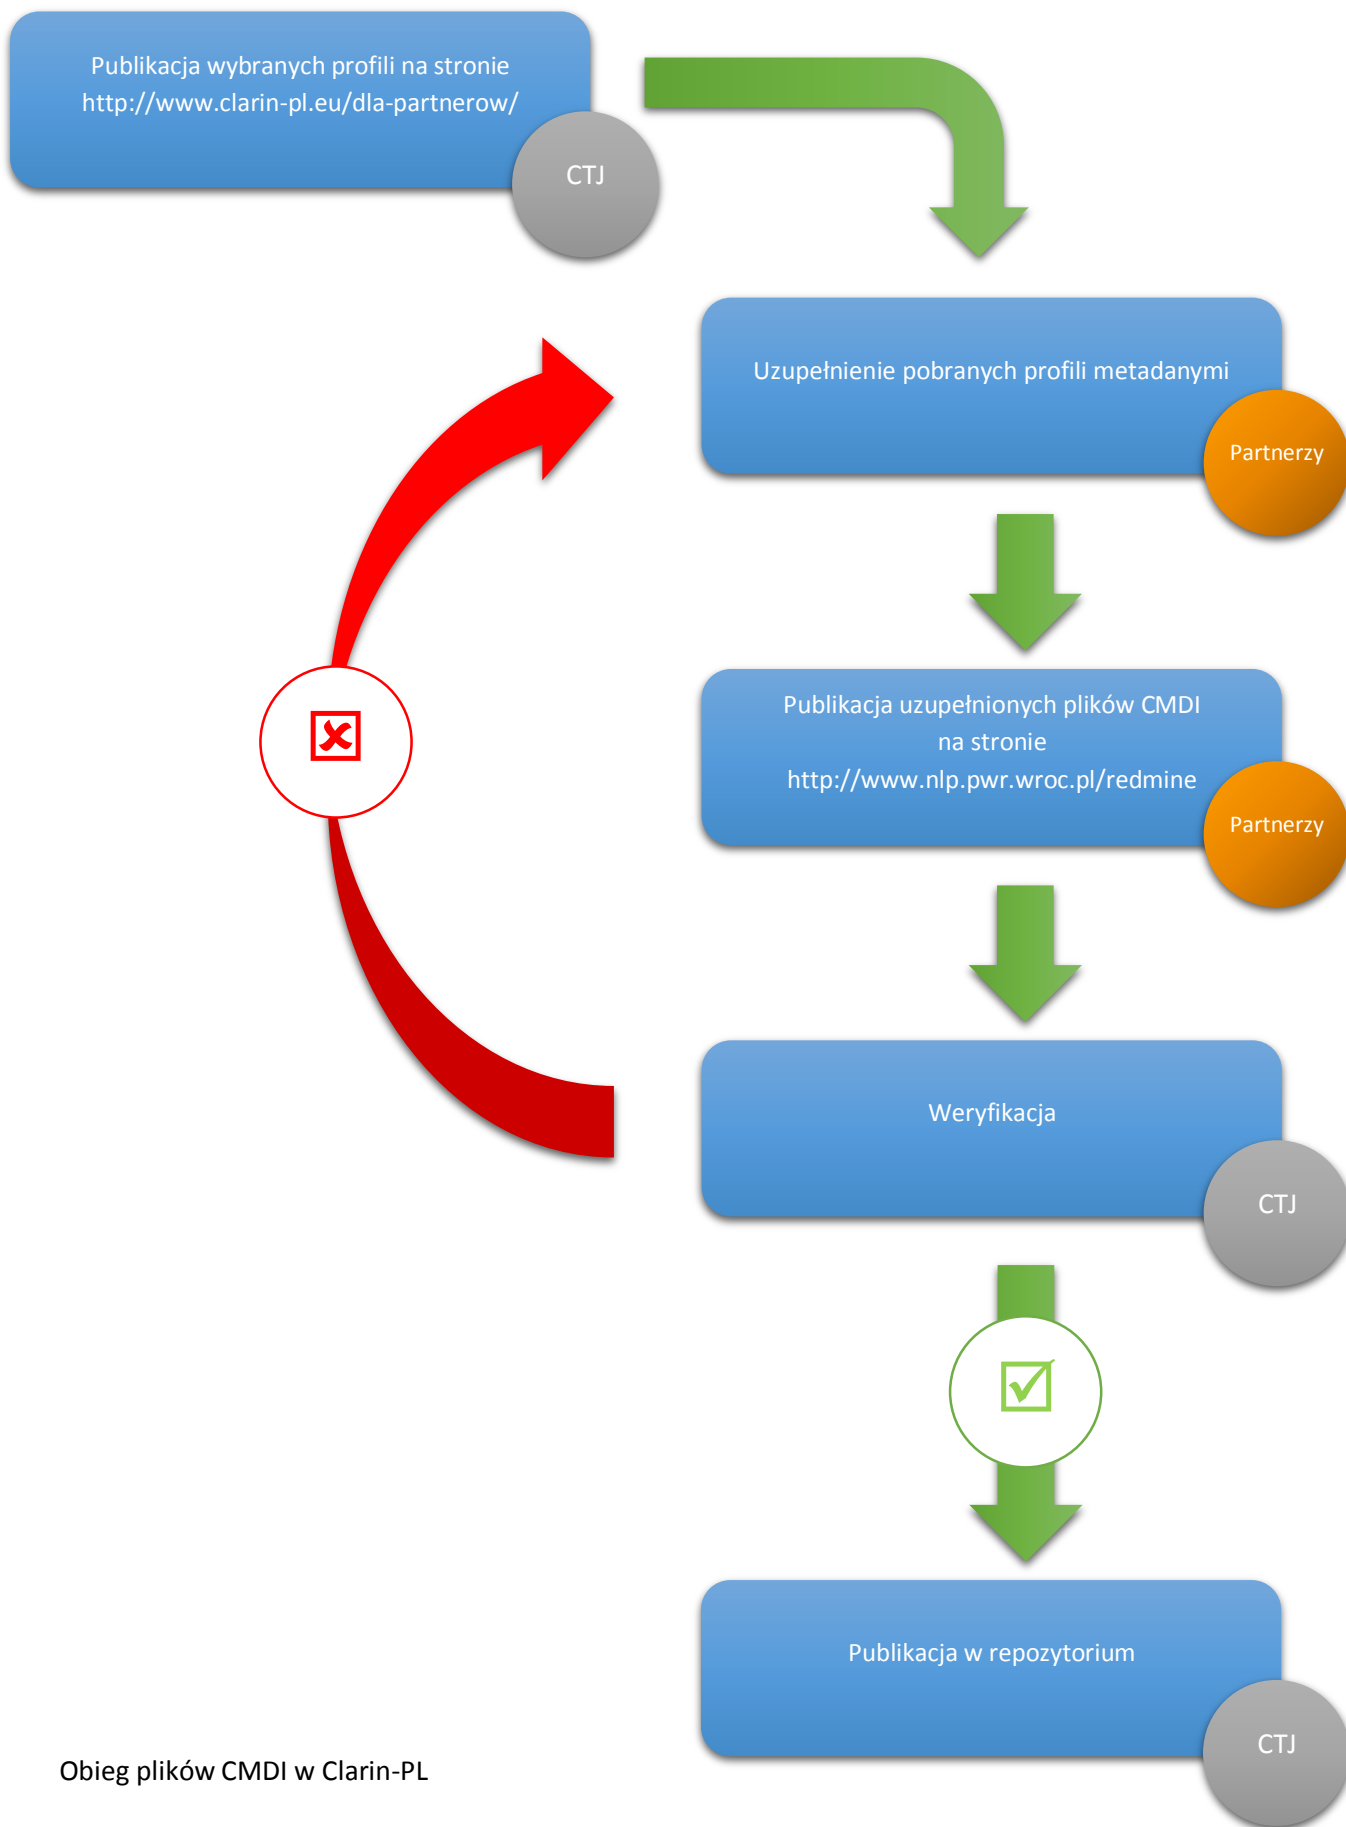 Publikacja wybranych profili na stronie
http://www.clarin-pl.eu/dla-partnerow/
CTJ
Uzupełnienie pobranych profili metadanymi
Partnerzy
Publikacja uzupełnionych plików CMDI
na stronie
http://www.nlp.pwr.wroc.pl/redmine
Partnerzy
Weryfikacja
CTJ
Publikacja w repozytorium
CTJ
Obieg plików CMDI w Clarin-PL